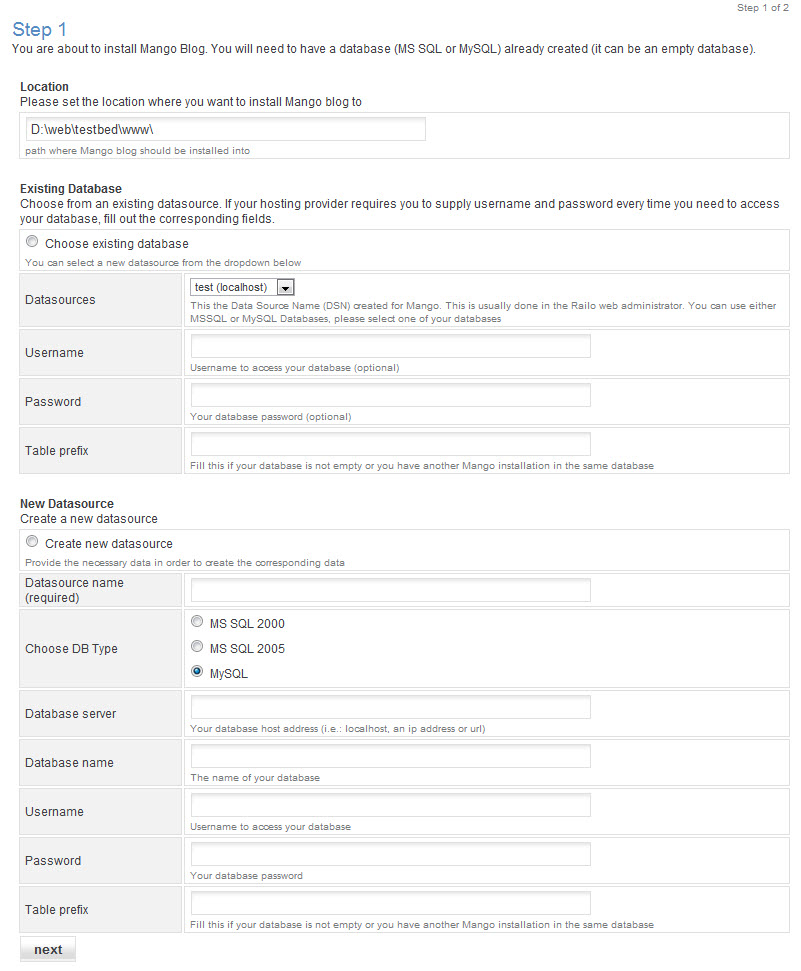 Step 1 of 2
Step 1
You are about to install Mango Blog. You will need to have a database (MS SQL or MySQL) already created (it can be an empty database).
Location
Please set the location where you want to install Mango blog to
D:\web\testbed\www\
path where Mango blog should be installed into
Existing Database
Choose from an existing datasource. If your hosting provider requires you to supply username and password every time you need to access
your database, fill out the corresponding fields.
Choose existing database
You can select a new datasource from the dropdown below
Datasources
test (localhost)
This the Data Source Name (DSN) created for Mango. This is usually done in the Railo web administrator. You can use either
MSSQL or MySQL Databases, please select one of your databases
Username
Username to access your database (optional)
Password
Your database password (optional)
Table prefix
Fill this if your database is not empty or you have another Mango installation in the same database
New Datasource
Create a new datasource
Create new datasource
Provide the necessary data in order to create the corresponding data
Datasource name
(required)
Choose DB Type
MS SQL 2000
MS SQL 2005
MySQL
Database server
Your database host address (i.e.: localhost, an ip address or url)
Database name
The name of your database
Username
Username to access your database
Password
Your database password
Table prefix
Fill this if your database is not empty or you have another Mango installation in the same database
next